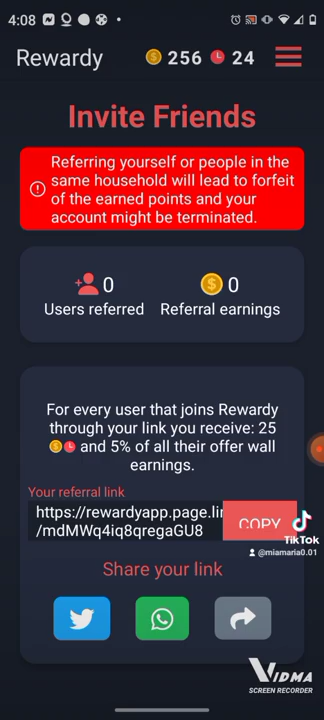 4:08
Rewardy 256 24
Invite Friends
Referring yourself or people in the
same household will lead to forfeit
of the earned points and your
account might be terminated.
0 0
Users referred Referral earnings
For every user that joins Rewardy
through your link you receive: 25
and 5% of all their offer wall
earnings.
Your referral link
https://rewardyapp.page.lin
/mdMWq4iq8qregaGU8
COPY
TikTok
@miamaria0.01
Share your link
VIDMA
SCREEN RECORDER